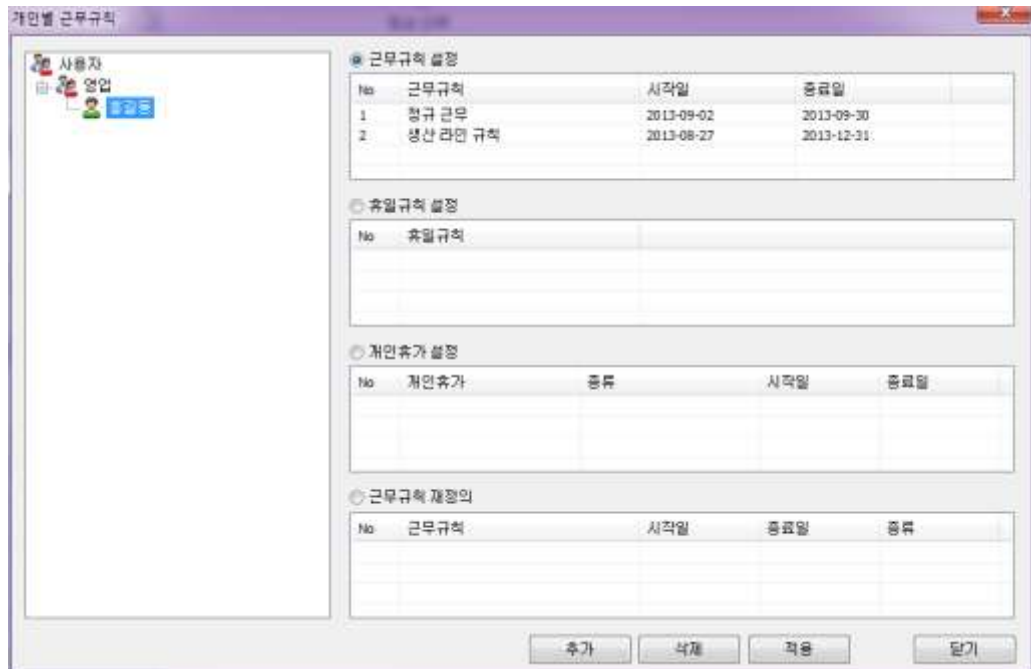 개인별 근무규칙
사용자
영업
홍길동
근무규칙 설정
No 근무규칙 시작일 종료일
1 정규 근무 2013-09-02 2013-09-30
2 생산 라인 규칙 2013-08-27 2013-12-31
휴일규칙 설정
No 휴일규칙
개인휴가 설정
No 개인휴가 종류 시작일 종료일
근무규칙 재정의
No 근무규칙 시작일 종료일 종류
추가 삭제 적용 닫기